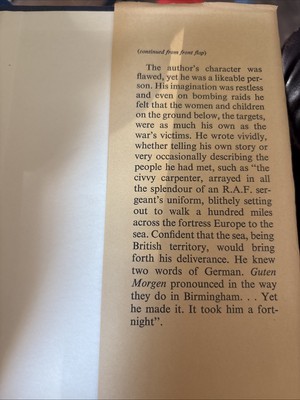 (continued from front flap)
The author's character was
flawed, yet he was a likeable per-
son. His imagination was restless
and even on bombing raids he
felt that the women and children
on the ground below, the targets,
were as much his own as the
war's victims. He wrote vividly,
whether telling his own story or
very occasionally describing the
people he had met, such as "the
civvy carpenter, arrayed in all
the splendour of an R.A.F. ser-
geant's uniform, blithely setting
out to walk a hundred miles
across the fortress Europe to the
sea. Confident that the sea, being
British territory, would bring
forth his deliverance. He knew
two words of German. Guten
Morgen pronounced in the way
they do in Birmingham. . . Yet
he made it. It took him a fort-
night".